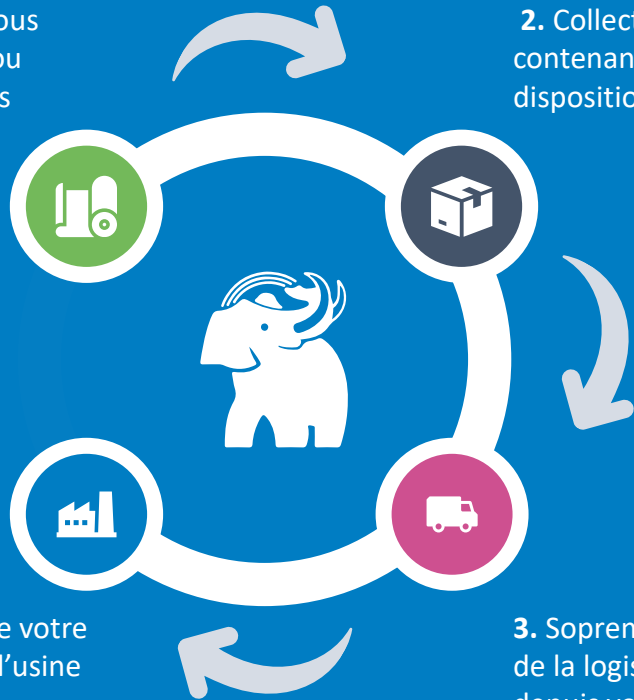 ous
ou
s
2. Collect
contenan
dispositio
e votre
l'usine
3. Sopren
de la logis